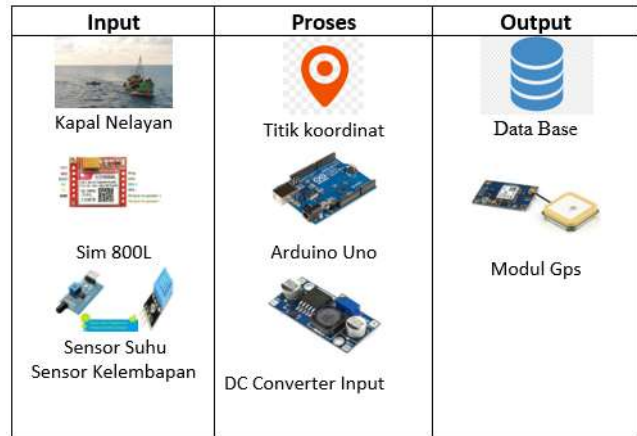 Input
Proses
Output
Kapal Nelayan
Titik koordinat
Data Base
Sim 800L
Arduino Uno
Modul Gps
Sensor Suhu
Sensor Kelembapan
DC Converter Input